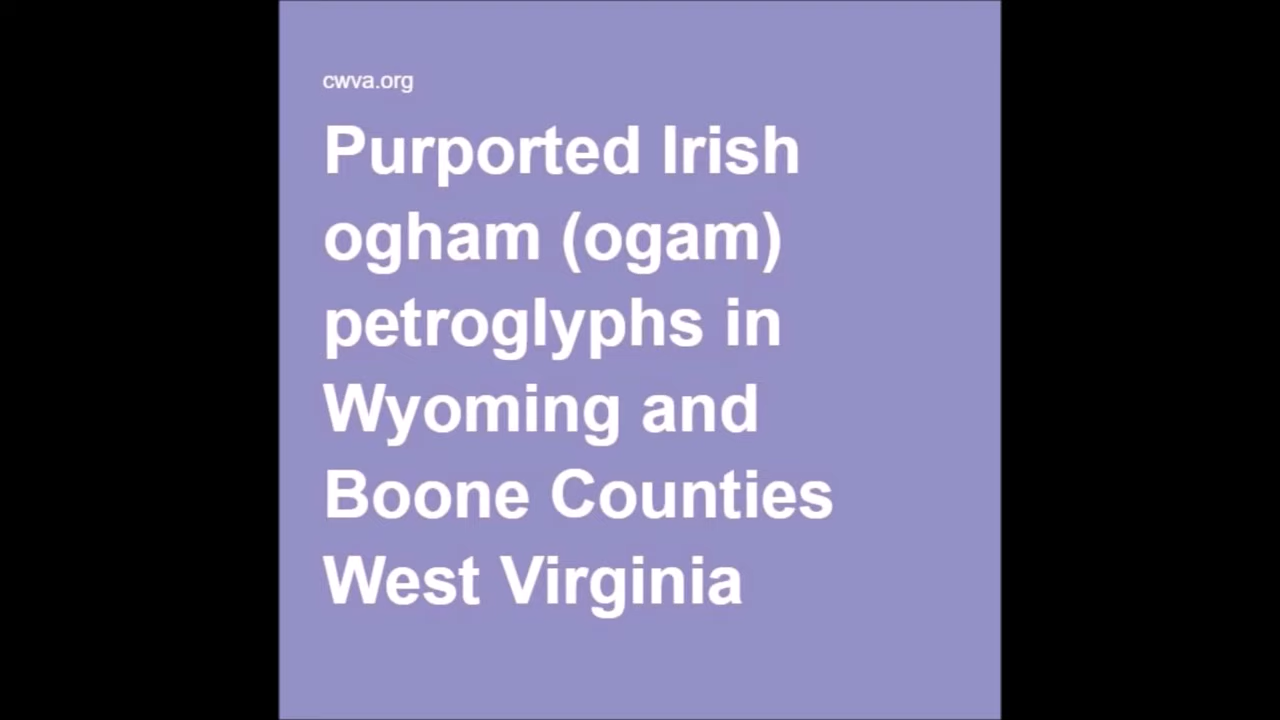 cwva.org
Purported Irish
ogham (ogam)
petroglyphs in
Wyoming and
Boone Counties
West Virginia